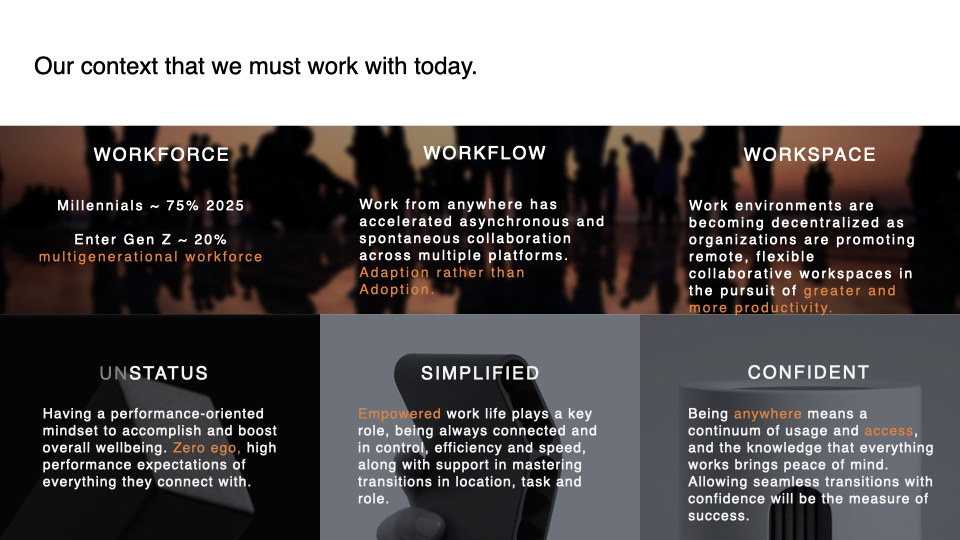 Our context that we must work with today.
WORKFORCE
Millennials ~ 75% 2025
Enter Gen Z ~ 20%
multigenerational workforce
WORKFLOW
Work from anywhere has
accelerated asynchronous and
spontaneous collaboration
across multiple platforms.
Adaption rather than
Adoption.
WORKSPACE
Work environments are
becoming decentralized as
organizations are promoting
remote, flexible
collaborative workspaces in
the pursuit of greater and
more productivity.
UNSTATUS
Having a performance-oriented
mindset to accomplish and boost
overall wellbeing. Zero ego, high
performance expectations of
everything they connect with.
SIMPLIFIED
Empowered work life plays a key
role, being always connected and
in control, efficiency and speed,
along with support in mastering
transitions in location, task and
role.
CONFIDENT
Being anywhere means a
continuum of usage and access,
and the knowledge that everything
works brings peace of mind.
Allowing seamless transitions with
confidence will be the measure of
success.